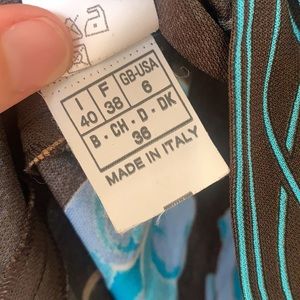 I F GB-USA
40 38 6
B - CH - D - DK
36
MADE IN ITALY